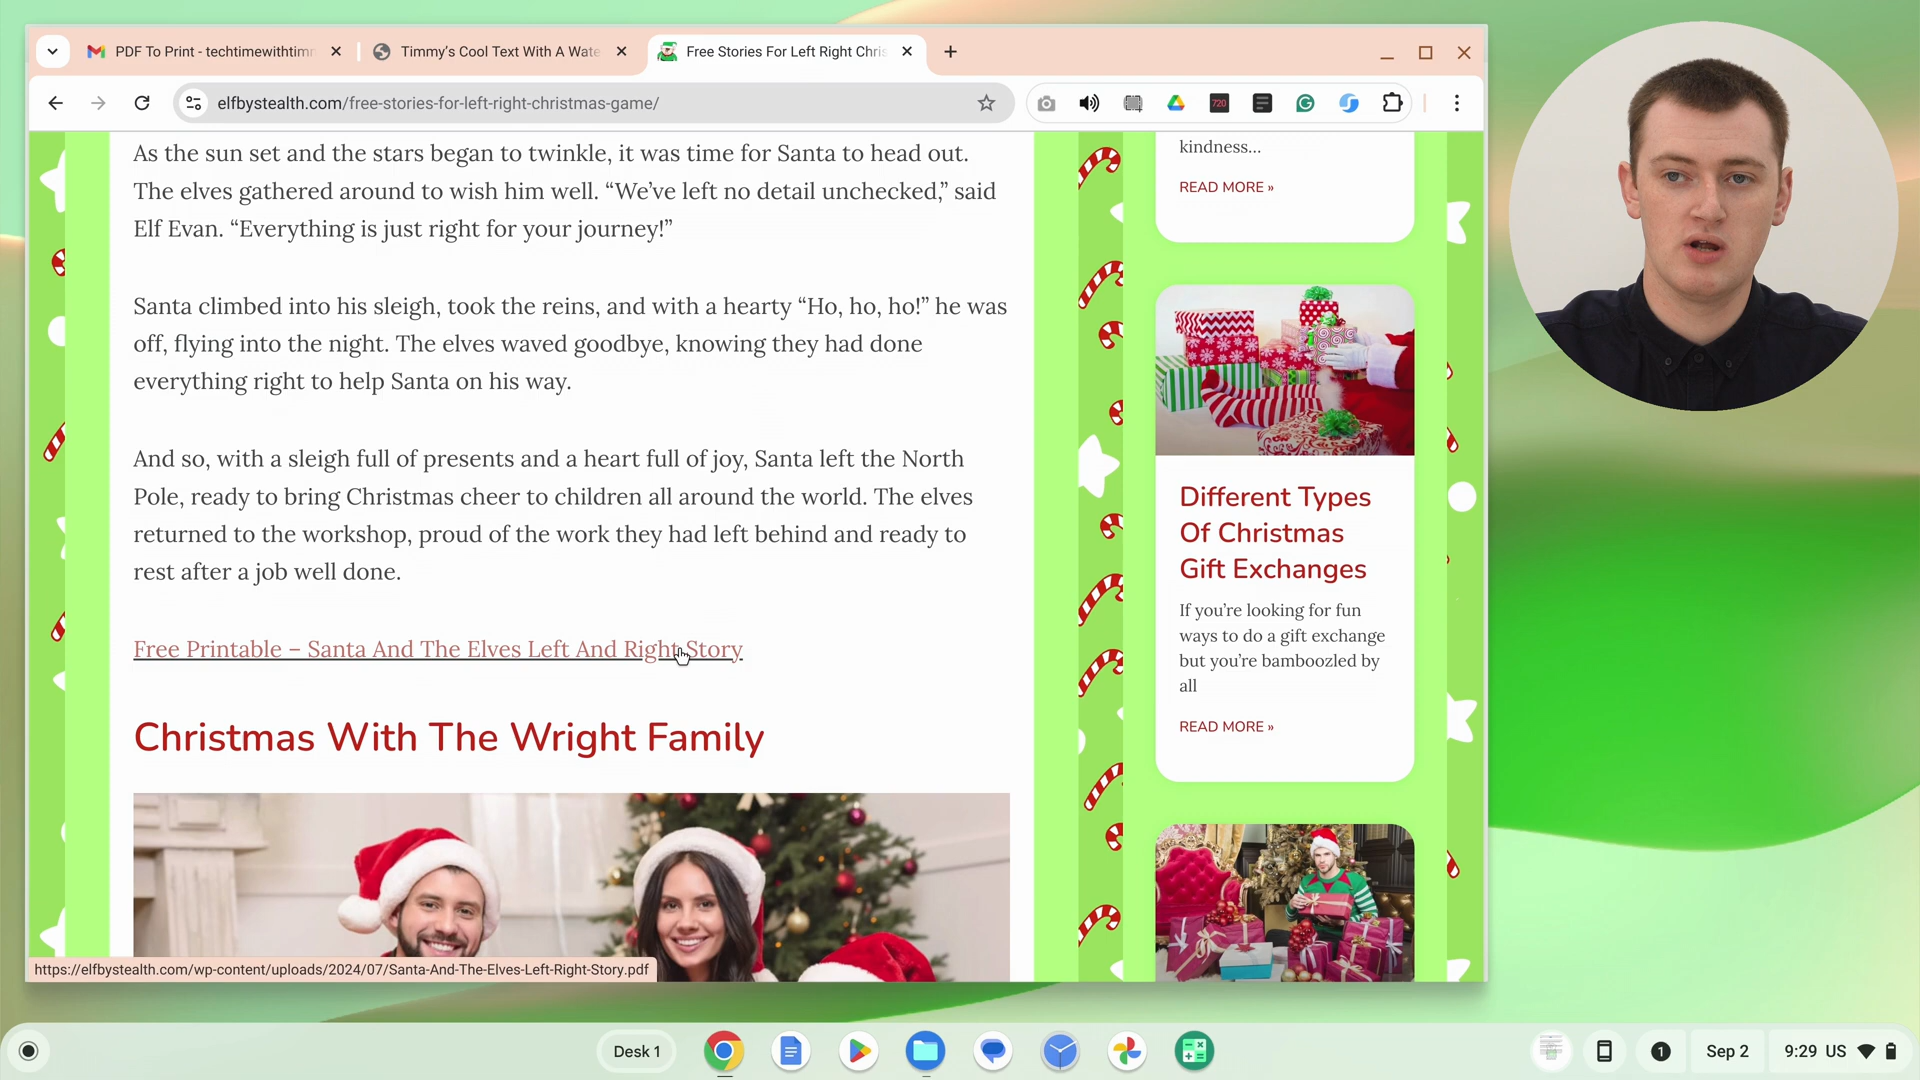 PDF To Print - techtimewithtimm
Timmy's Cool Text With A Wate
Free Stories For Left Right Chris
elfbystealth.com/free-stories-for-left-right-christmas-game/
720
As the sun set and the stars began to twinkle, it was time for Santa to head out.
The elves gathered around to wish him well. “We’ve left no detail unchecked,” said
Elf Evan. “Everything is just right for your journey!”
Santa climbed into his sleigh, took the reins, and with a hearty “Ho, ho, ho!” he was
off, flying into the night. The elves waved goodbye, knowing they had done
everything right to help Santa on his way.
And so, with a sleigh full of presents and a heart full of joy, Santa left the North
Pole, ready to bring Christmas cheer to children all around the world. The elves
returned to the workshop, proud of the work they had left behind and ready to
rest after a job well done.
Free Printable – Santa And The Elves Left And Right Story
Christmas With The Wright Family
kindness…
READ MORE »
Different Types
Of Christmas
Gift Exchanges
If you’re looking for fun
ways to do a gift exchange
but you’re bamboozled by
all
READ MORE »
https://elfbystealth.com/wp-content/uploads/2024/07/Santa-And-The-Elves-Left-Right-Story.pdf
Desk 1
1
Sep 2
9:29 US